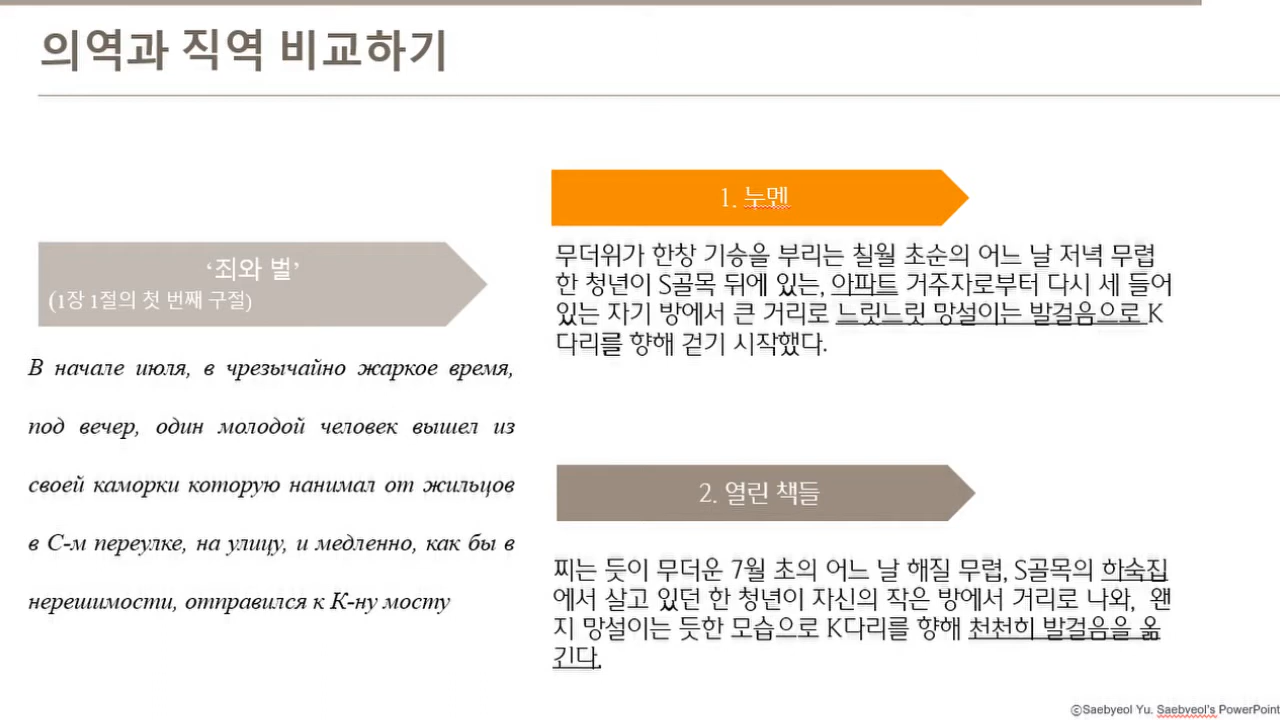 의역과 직역 비교하기
‘죄와 벌’
(1장 1절의 첫 번째 구절)
В начале июля, в чрезычайно жаркое время,
под вечер, один молодой человек вышел из
своей каморки которую нанимал от жильцов
в С-м переулке, на улицу, и медленно, как бы в
нерешимости, отправился к К-ну мосту
1. 누멘
무더위가 한창 기승을 부리는 칠월 초순의 어느 날 저녁 무렵
한 청년이 S골목 뒤에 있는, 아파트 거주자로부터 다시 세 들어
있는 자기 방에서 큰 거리로 느릿느릿 망설이는 발걸음으로 K
다리를 향해 걷기 시작했다.
2. 열린 책들
찌는 듯이 무더운 7월 초의 어느 날 해질 무렵, S골목의 하숙집
에서 살고 있던 한 청년이 자신의 작은 방에서 거리로 나와, 왠
지 망설이는 듯한 모습으로 K다리를 향해 천천히 발걸음을 옮
긴다.
©Saebyeol Yu. Saebyeol's PowerPoint